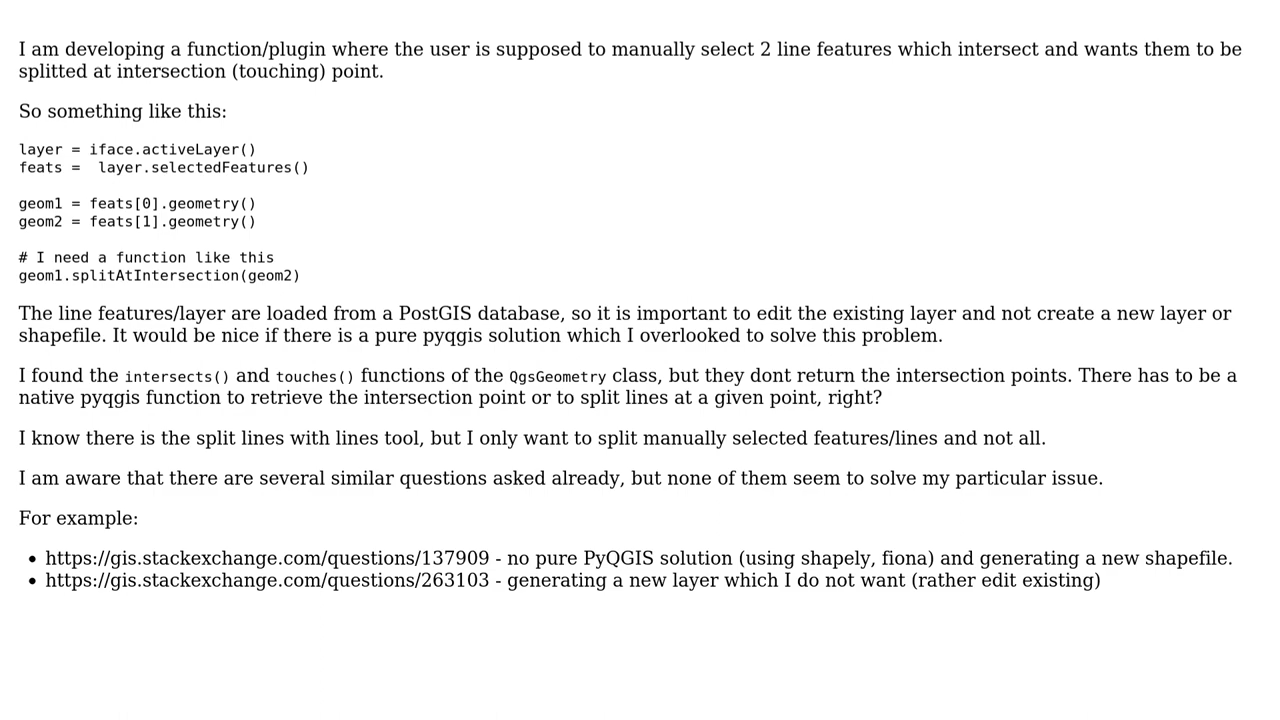 I am developing a function/plugin where the user is supposed to manually select 2 line features which intersect and wants them to be
splitted at intersection (touching) point.
So something like this:
layer = iface.activeLayer()
feats =  layer.selectedFeatures()
geom1 = feats[0].geometry()
geom2 = feats[1].geometry()
# I need a function like this
geom1.splitAtIntersection(geom2)
The line features/layer are loaded from a PostGIS database, so it is important to edit the existing layer and not create a new layer or
shapefile. It would be nice if there is a pure pyqgis solution which I overlooked to solve this problem.
I found the intersects() and touches() functions of the QgsGeometry class, but they dont return the intersection points. There has to be a
native pyqgis function to retrieve the intersection point or to split lines at a given point, right?
I know there is the split lines with lines tool, but I only want to split manually selected features/lines and not all.
I am aware that there are several similar questions asked already, but none of them seem to solve my particular issue.
For example:
• https://gis.stackexchange.com/questions/137909 - no pure PyQGIS solution (using shapely, fiona) and generating a new shapefile.
• https://gis.stackexchange.com/questions/263103 - generating a new layer which I do not want (rather edit existing)